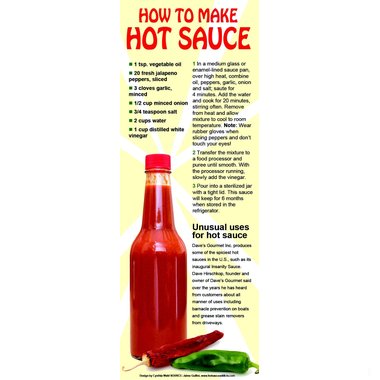 HOW TO MAKE
HOT SAUCE
1 tsp. vegetable oil
20 fresh jalapeno
peppers, sliced
3 cloves garlic,
minced
1/2 cup minced onion
3/4 teaspoon salt
2 cups water
1 cup distilled white
vinegar
1 In a medium glass or
enamel-lined sauce pan,
over high heat, combine
oil, peppers, garlic, onion
and salt; saute for
4 minutes. Add the water
and cook for 20 minutes,
stirring often. Remove
from heat and allow
mixture to cool to room
temperature. Note: Wear
rubber gloves when
slicing peppers and don't
touch your eyes!
2 Transfer the mixture to
a food processor and
puree until smooth. With
the processor running,
slowly add the vinegar.
3 Pour into a sterilized jar
with a tight lid. This sauce
will keep for 6 months
when stored in the
refrigerator.
Unusual uses
for hot sauce
Dave's Gourmet Inc. produces
some of the spiciest hot
sauces in the U.S., such as its
inaugural Insanity Sauce.
Dave Hirschkop, founder and
owner of Dave's Gourmet said
over the years he has heard
from customers about all
manner of uses including
barnacle prevention on boats
and grease stain removers
from driveways.
Design by